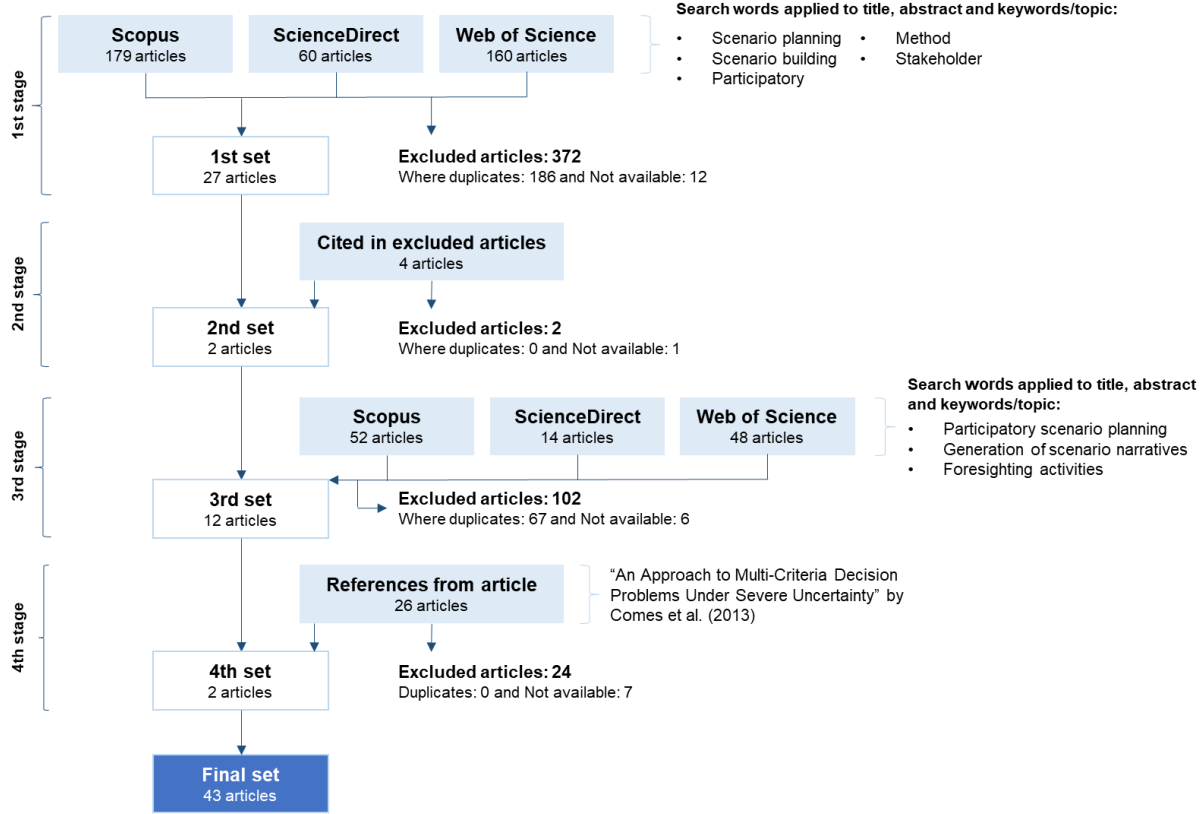 Search words applied to title, abstract and keywords/topic:
• Scenario planning • Method
• Scenario building • Stakeholder
• Participatory
1st stage
Scopus
179 articles
ScienceDirect
60 articles
Web of Science
160 articles
1st set
27 articles
Excluded articles: 372
Where duplicates: 186 and Not available: 12
2nd stage
Cited in excluded articles
4 articles
2nd set
2 articles
Excluded articles: 2
Where duplicates: 0 and Not available: 1
3rd stage
Scopus
52 articles
ScienceDirect
14 articles
Web of Science
48 articles
Search words applied to title, abstract
and keywords/topic:
• Participatory scenario planning
• Generation of scenario narratives
• Foresighting activities
3rd set
12 articles
Excluded articles: 102
Where duplicates: 67 and Not available: 6
4th stage
References from article
26 articles
“An Approach to Multi-Criteria Decision
Problems Under Severe Uncertainty” by
Comes et al. (2013)
4th set
2 articles
Excluded articles: 24
Duplicates: 0 and Not available: 7
Final set
43 articles